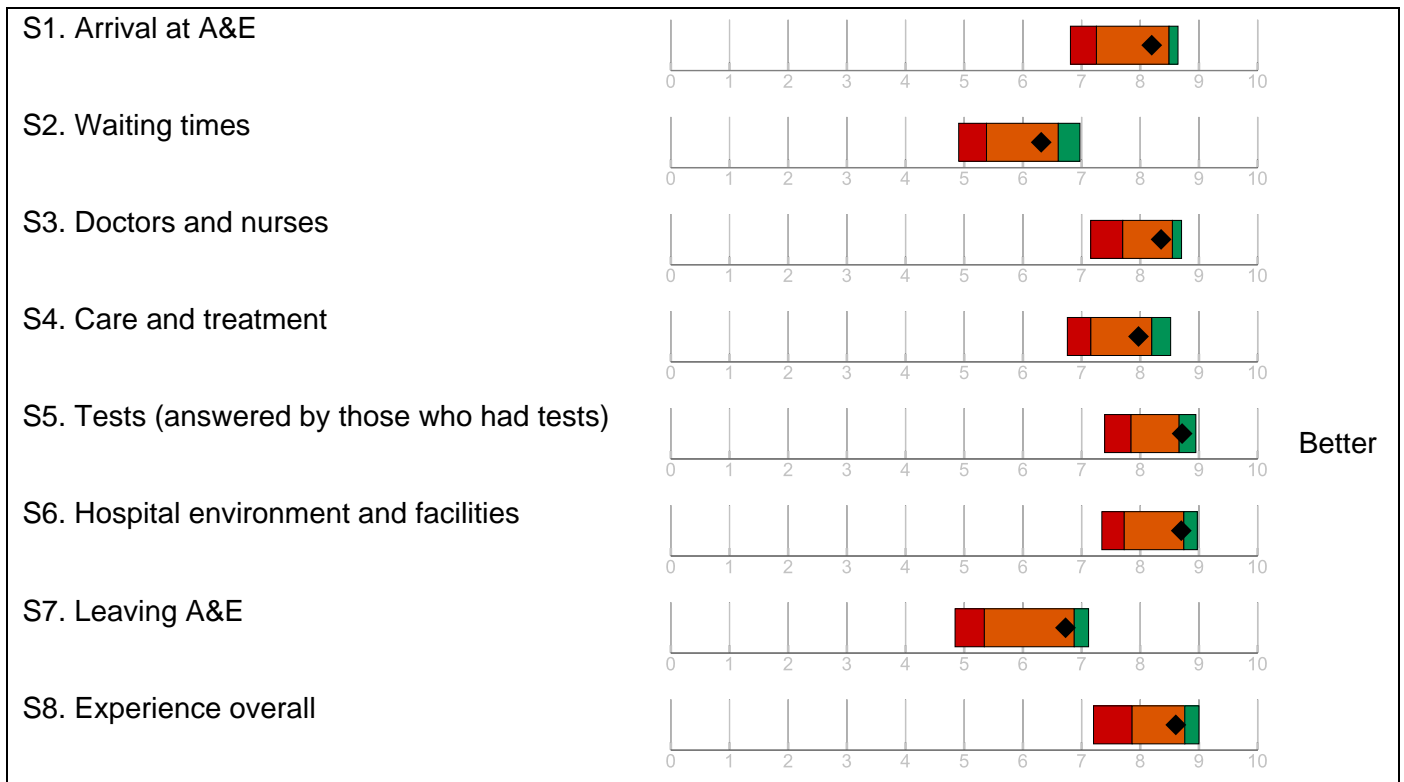 S1. Arrival at A&E
0 1 2 3 4 5 6 7 8 9 10
S2. Waiting times
0 1 2 3 4 5 6 7 8 9 10
S3. Doctors and nurses
0 1 2 3 4 5 6 7 8 9 10
S4. Care and treatment
0 1 2 3 4 5 6 7 8 9 10
S5. Tests (answered by those who had tests)
Better
0 1 2 3 4 5 6 7 8 9 10
S6. Hospital environment and facilities
0 1 2 3 4 5 6 7 8 9 10
S7. Leaving A&E
0 1 2 3 4 5 6 7 8 9 10
S8. Experience overall
0 1 2 3 4 5 6 7 8 9 10